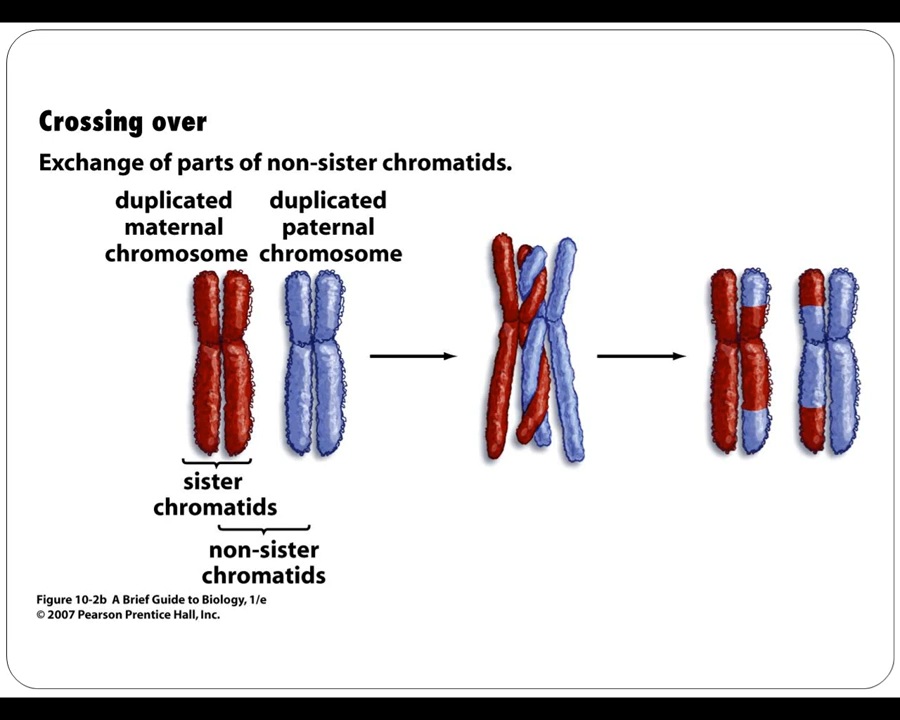 Crossing over
Exchange of parts of non-sister chromatids.
duplicated
maternal
chromosome
duplicated
paternal
chromosome
sister
chromatids
non-sister
chromatids
Figure 10-2b A Brief Guide to Biology, 1/e
© 2007 Pearson Prentice Hall, Inc.